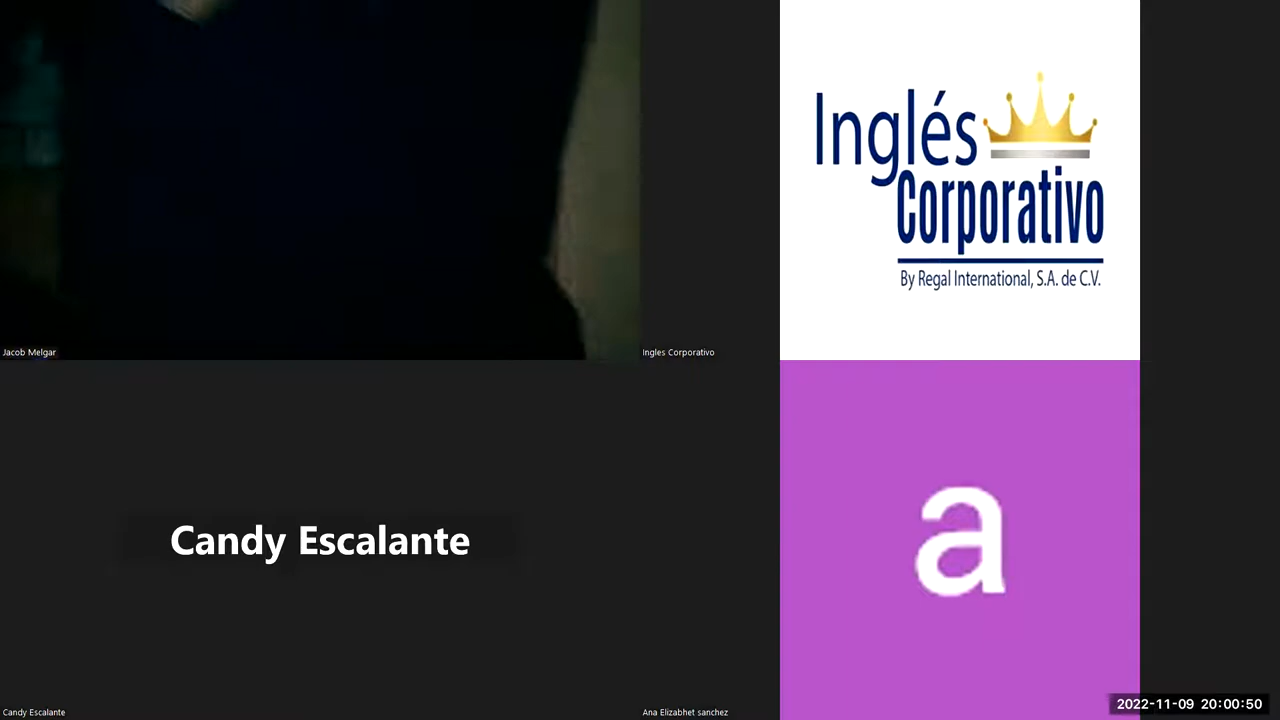 Inglés
Corporativo
By Regal International, S.A. de C.V.
Jacob Melgar
Ingles Corporativo
Candy Escalante
a
Candy Escalante
Ana Elizabhet sanchez
2022-11-09 20:00:50